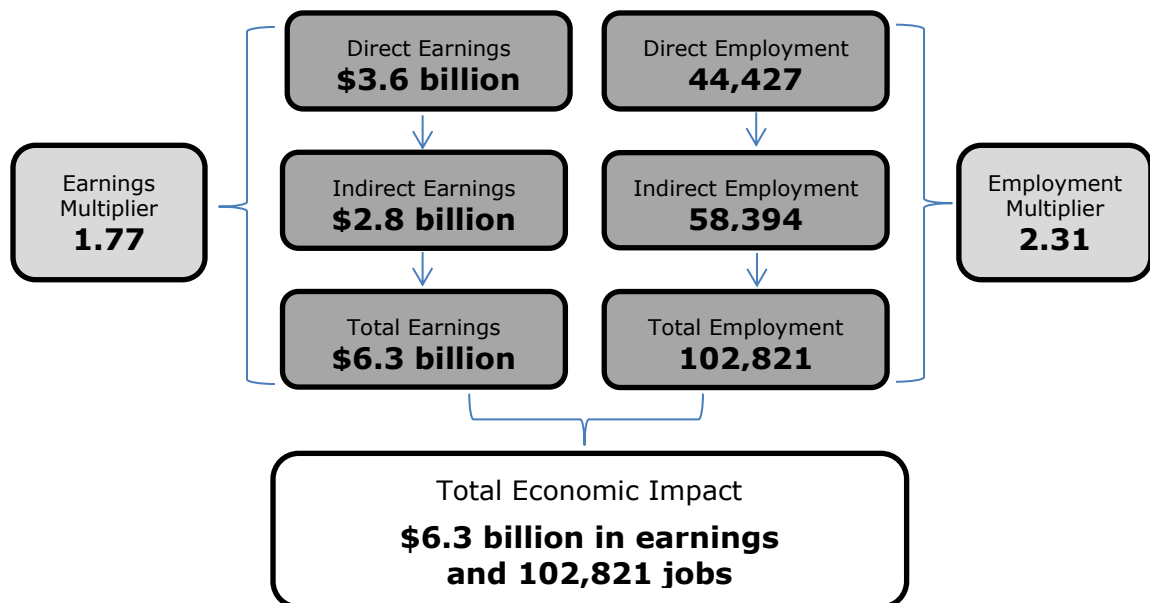 Direct Earnings
$3.6 billion
Direct Employment
44,427
Earnings
Multiplier
1.77
Indirect Earnings
$2.8 billion
Indirect Employment
58,394
Employment
Multiplier
2.31
Total Earnings
$6.3 billion
Total Employment
102,821
Total Economic Impact
$6.3 billion in earnings
and 102,821 jobs